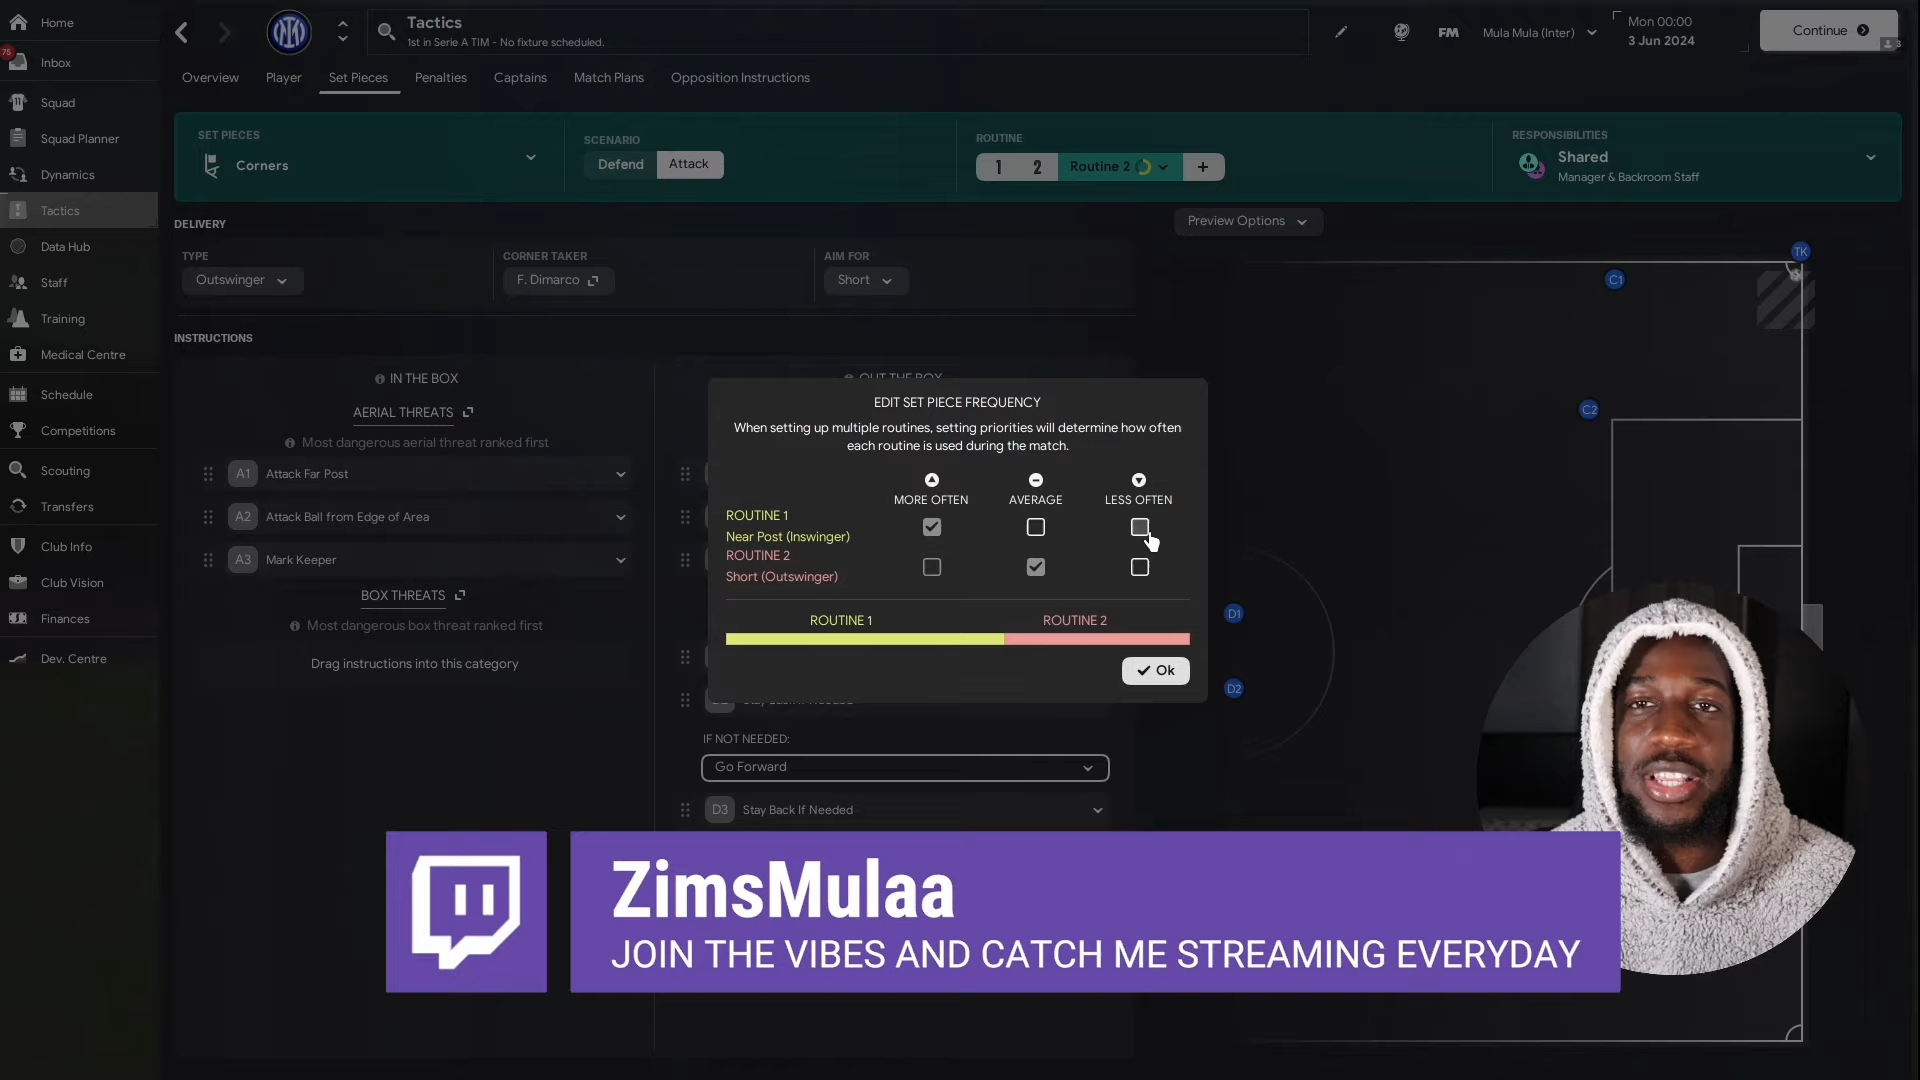 Home
75
Inbox
Squad
Squad Planner
Dynamics
Tactics
Data Hub
Staff
Training
Medical Centre
Schedule
Competitions
Scouting
Transfers
Club Info
Club Vision
Finances
Dev. Centre
Tactics
1st in Serie A TIM - No fixture scheduled.
FM
Mula Mula (Inter)
Mon 00:00
3 Jun 2024
Continue
3
Overview
Player
Set Pieces
Penalties
Captains
Match Plans
Opposition Instructions
SET PIECES
Corners
SCENARIO
Defend
Attack
ROUTINE
1
2
Routine 2
+
RESPONSIBILITIES
Shared
Manager & Backroom Staff
DELIVERY
TYPE
Outswinger
CORNER TAKER
F. Dimarco
AIM FOR
Short
Preview Options
INSTRUCTIONS
IN THE BOX
AERIAL THREATS
Most dangerous aerial threat ranked first
A1 Attack Far Post
A2 Attack Ball from Edge of Area
A3 Mark Keeper
BOX THREATS
Most dangerous box threat ranked first
Drag instructions into this category
OUT THE BOX
EDIT SET PIECE FREQUENCY
When setting up multiple routines, setting priorities will determine how often
each routine is used during the match.
MORE OFTEN
AVERAGE
LESS OFTEN
ROUTINE 1
Near Post (Inswinger)
ROUTINE 2
Short (Outswinger)
ROUTINE 1
ROUTINE 2
Ok
Stay Back If Needed
IF NOT NEEDED:
Go Forward
D3 Stay Back If Needed
TK
C1
C2
D1
D2
ZimsMulaa
JOIN THE VIBES AND CATCH ME STREAMING EVERYDAY